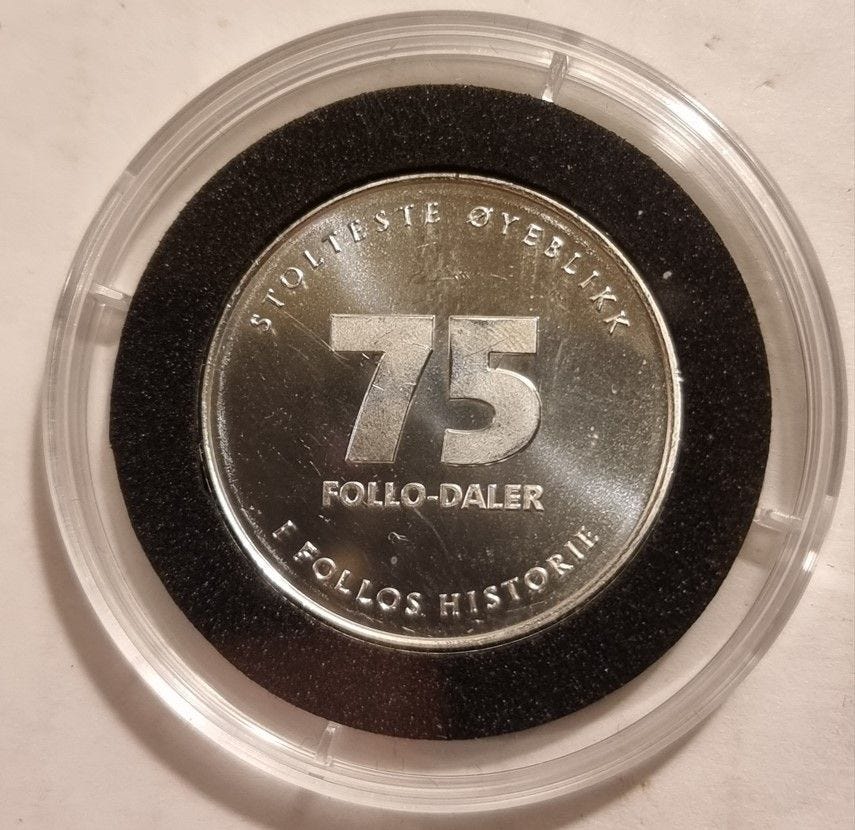 STOLTESTE ØYEBLIKK
75
FOLLO-DALER
F FOLLOS HISTORIE